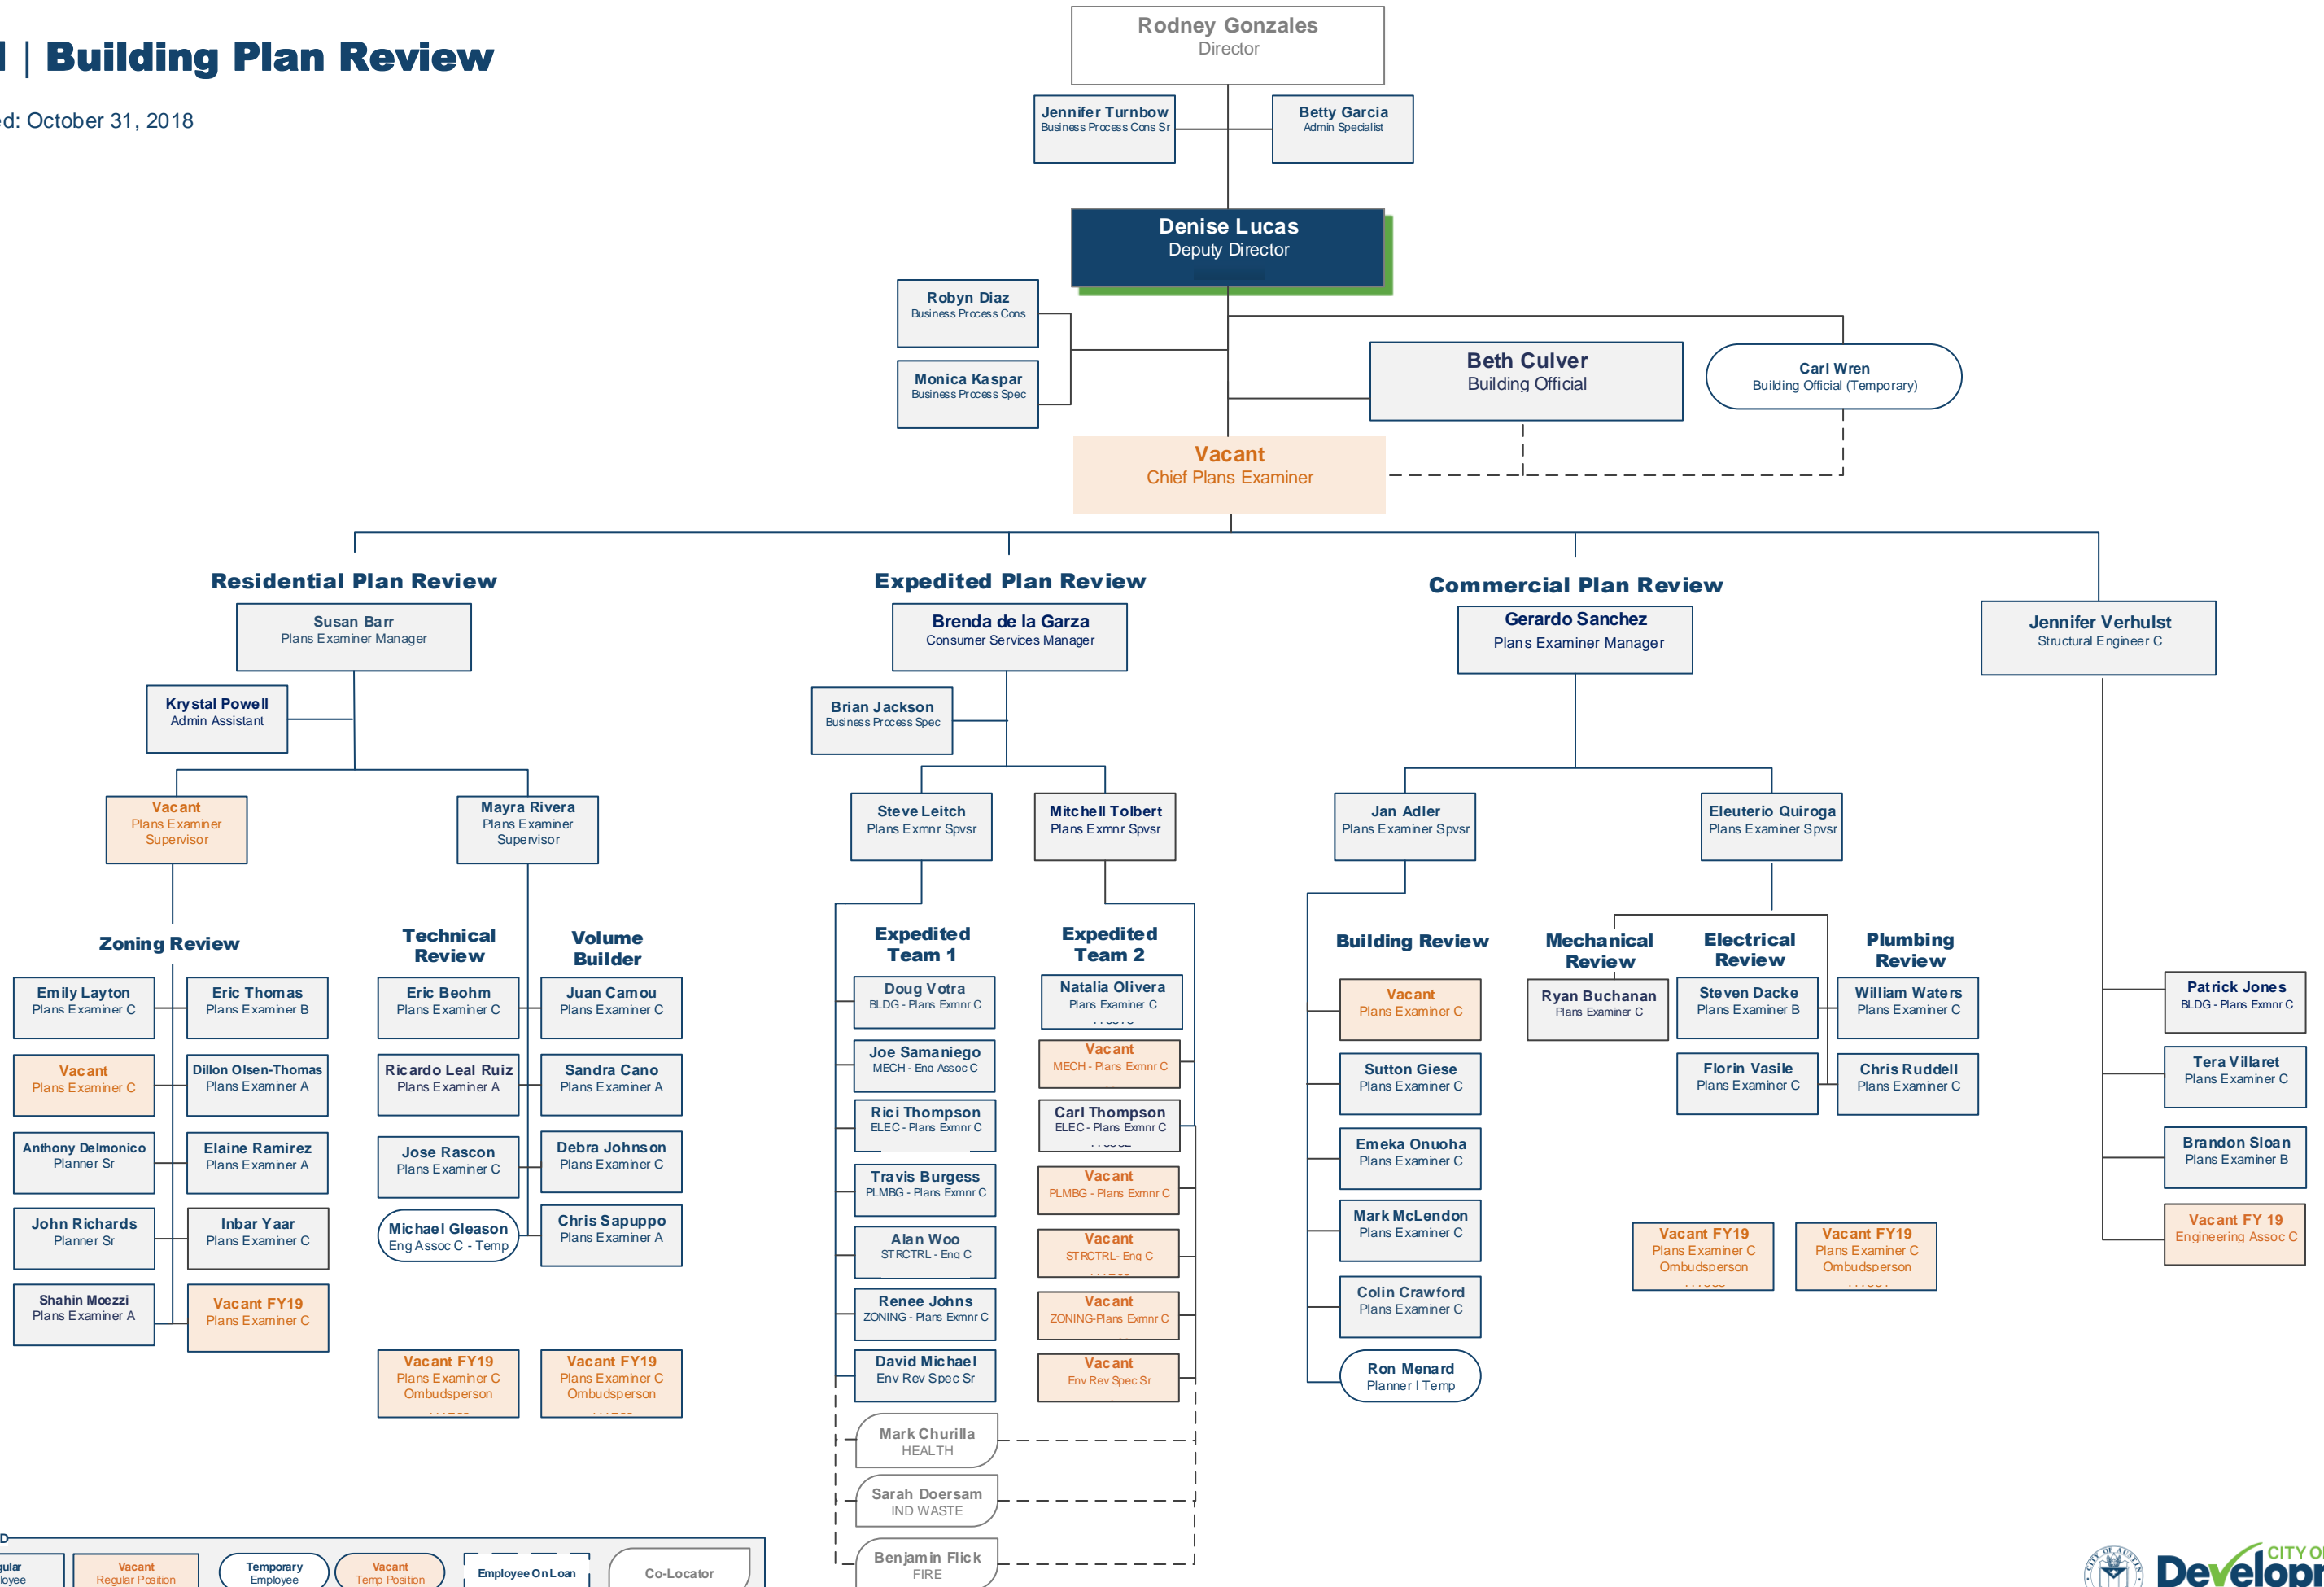 | Building Plan Review
ed: October 31, 2018
Rodney Gonzales
Director
Jennifer Turnbow
Business Process Cons Sr
Betty Garcia
Admin Specialist
Denise Lucas
Deputy Director
Robyn Diaz
Business Process Cons
Monica Kaspar
Business Process Spec
Beth Culver
Building Official
Carl Wren
Building Official (Temporary)
Vacant
Chief Plans Examiner
Residential Plan Review
Susan Barr
Plans Examiner Manager
Krystal Powell
Admin Assistant
Vacant
Plans Examiner
Supervisor
Mayra Rivera
Plans Examiner
Supervisor
Zoning Review
Emily Layton
Plans Examiner C
Eric Thomas
Plans Examiner B
Vacant
Plans Examiner C
Dillon Olsen-Thomas
Plans Examiner A
Anthony Delmonico
Planner Sr
Elaine Ramirez
Plans Examiner A
John Richards
Planner Sr
Inbar Yaar
Plans Examiner C
Shahin Moezzi
Plans Examiner A
Vacant FY19
Plans Examiner C
Technical
Review
Volume
Builder
Eric Beohm
Plans Examiner C
Juan Camou
Plans Examiner C
Ricardo Leal Ruiz
Plans Examiner A
Sandra Cano
Plans Examiner A
Jose Rascon
Plans Examiner C
Debra Johnson
Plans Examiner C
Michael Gleason
Eng Assoc C - Temp
Chris Sapuppo
Plans Examiner A
Vacant FY19
Plans Examiner C
Ombudsperson
Vacant FY19
Plans Examiner C
Ombudsperson
Expedited Plan Review
Brenda de la Garza
Consumer Services Manager
Brian Jackson
Business Process Spec
Steve Leitch
Plans Exmnr Spvsr
Mitchell Tolbert
Plans Exmnr Spvsr
Expedited
Team 1
Doug Votra
BLDG - Plans Exmnr C
Joe Samaniego
MECH - Eng Assoc C
Rici Thompson
ELEC - Plans Exmnr C
Travis Burgess
PLMBG - Plans Exmnr C
Alan Woo
STRCTRL - Eng C
Renee Johns
ZONING - Plans Exmnr C
David Michael
Env Rev Spec Sr
Expedited
Team 2
Natalia Olivera
Plans Examiner C
Vacant
MECH - Plans Exmnr C
Carl Thompson
ELEC - Plans Exmnr C
Vacant
PLMBG - Plans Exmnr C
Vacant
STRCTRL- Eng C
Vacant
ZONING-Plans Exmnr C
Vacant
Env Rev Spec Sr
Mark Churilla
HEALTH
Sarah Doersam
IND WASTE
Benjamin Flick
FIRE
Commercial Plan Review
Gerardo Sanchez
Plans Examiner Manager
Jan Adler
Plans Examiner Spvsr
Eleuterio Quiroga
Plans Examiner Spvsr
Building Review
Vacant
Plans Examiner C
Sutton Giese
Plans Examiner C
Emeka Onuoha
Plans Examiner C
Mark McLendon
Plans Examiner C
Colin Crawford
Plans Examiner C
Ron Menard
Planner I Temp
Mechanical
Review
Ryan Buchanan
Plans Examiner C
Electrical
Review
Steven Dacke
Plans Examiner B
Florin Vasile
Plans Examiner C
Plumbing
Review
William Waters
Plans Examiner C
Chris Ruddell
Plans Examiner C
Vacant FY19
Plans Examiner C
Ombudsperson
Vacant FY19
Plans Examiner C
Ombudsperson
Jennifer Verhulst
Structural Engineer C
Patrick Jones
BLDG - Plans Exmnr C
Tera Villaret
Plans Examiner C
Brandon Sloan
Plans Examiner B
Vacant FY 19
Engineering Assoc C
D
gular
loyee
Vacant
Regular Position
Temporary
Employee
Vacant
Temp Position
Employee On Loan
Co-Locator
CITY OF AUSTIN
CITY O
Develop